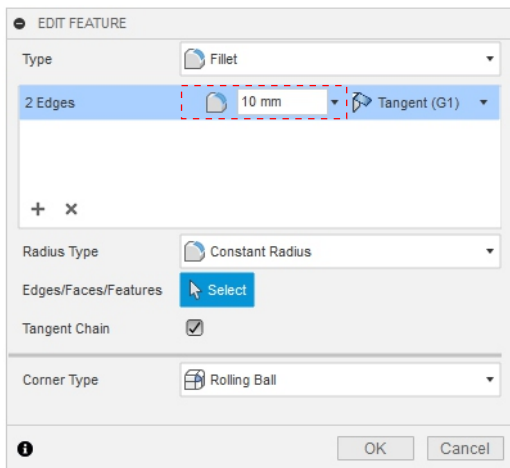 EDIT FEATURE
Type Fillet
2 Edges 10 mm Tangent (G1)
Radius Type Constant Radius
Edges/Faces/Features Select
Tangent Chain
Corner Type Rolling Ball
OK Cancel